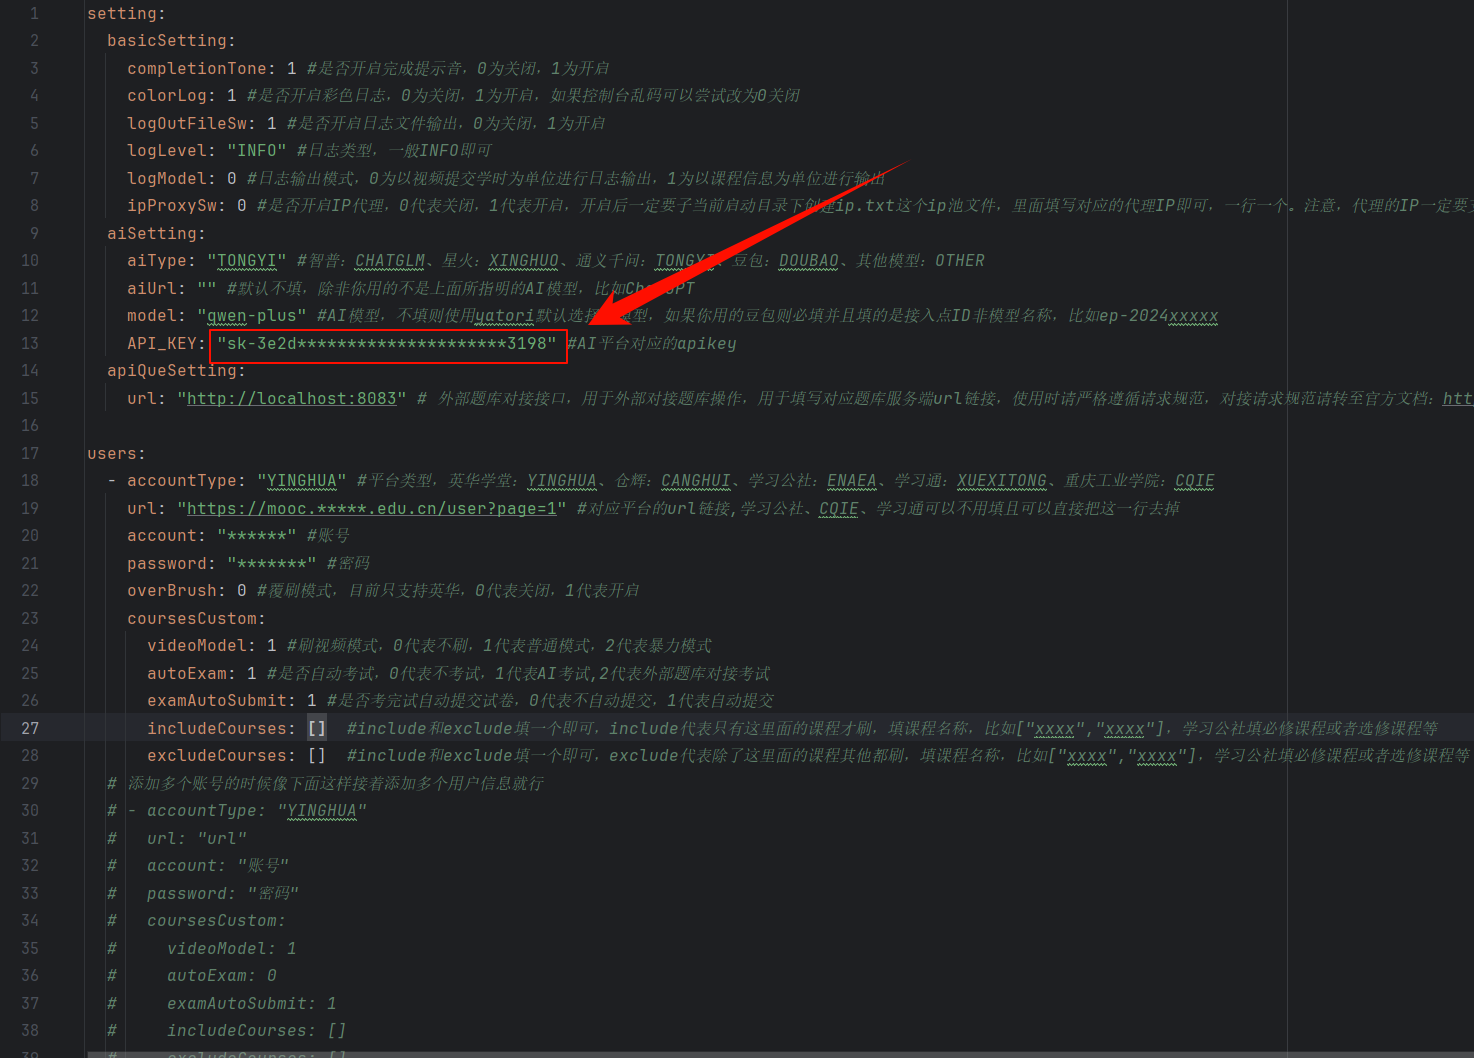 1 setting:
2 basicSetting:
3 completionTone: 1 #是否开启完成提示音，0为关闭，1为开启
4 colorLog: 1 #是否开启彩色日志，0为关闭，1为开启，如果控制台乱码可以尝试改为0关闭
5 logOutFileSw: 1 #是否开启日志文件输出，0为关闭，1为开启
6 logLevel: "INFO" #日志类型，一般INFO即可
7 logModel: 0 #日志输出模式，0为以视频提交学时为单位进行日志输出，1为以课程信息为单位进行输出
8 ipProxySw: 0 #是否开启IP代理，0代表关闭，1代表开启，开启后一定要于当前启动目录下创建ip.txt这个ip池文件，里面填写对应的代理IP即可，一行一个。注意，代理的IP一定要支
9 aiSetting:
10 aiType: "TONGYI" #智普：CHATGLM、星火：XINGHUO、通义千问：TONGYI、豆包：DOUBAO、其他模型：OTHER
11 aiUrl: "" #默认不填，除非你用的不是上面所指明的AI模型，比如ChatGPT
12 model: "qwen-plus" #AI模型，不填则使用yatori默认选择模型，如果你用的豆包则必填并且填的是接入点ID非模型名称，比如ep-2024xxxxx
13 API_KEY: "sk-3e2d*********************3198" #AI平台对应的apikey
14 apiQueSetting:
15 url: "http://localhost:8083" # 外部题库对接接口，用于外部对接题库操作，用于填写对应题库服务端url链接，使用时请严格遵循请求规范，对接请求规范请转至官方文档：htt
16
17 users:
18 - accountType: "YINGHUA" #平台类型，英华学堂：YINGHUA、仓辉：CANGHUI、学习公社：ENAEA、学习通：XUEXITONG、重庆工业学院：CQIE
19 url: "https://mooc.*****.edu.cn/user?page=1" #对应平台的url链接,学习公社、CQIE、学习通可以不用填且可以直接把这一行去掉
20 account: "******" #账号
21 password: "*******" #密码
22 overBrush: 0 #覆刷模式，目前只支持英华，0代表关闭，1代表开启
23 coursesCustom:
24 videoModel: 1 #刷视频模式，0代表不刷，1代表普通模式，2代表暴力模式
25 autoExam: 1 #是否自动考试，0代表不考试，1代表AI考试,2代表外部题库对接考试
26 examAutoSubmit: 1 #是否考完试自动提交试卷，0代表不自动提交，1代表自动提交
27 includeCourses: [] #include和exclude填一个即可，include代表只有这里面的课程才刷，填课程名称，比如["xxxx","xxxx"]，学习公社填必修课程或者选修课程等
28 excludeCourses: [] #include和exclude填一个即可，exclude代表除了这里面的课程其他都刷，填课程名称，比如["xxxx","xxxx"]，学习公社填必修课程或者选修课程等
29 # 添加多个账号的时候像下面这样接着添加多个用户信息就行
30 # - accountType: "YINGHUA"
31 # url: "url"
32 # account: "账号"
33 # password: "密码"
34 # coursesCustom:
35 # videoModel: 1
36 # autoExam: 0
37 # examAutoSubmit: 1
38 # includeCourses: []
39 # excludeCourses: []